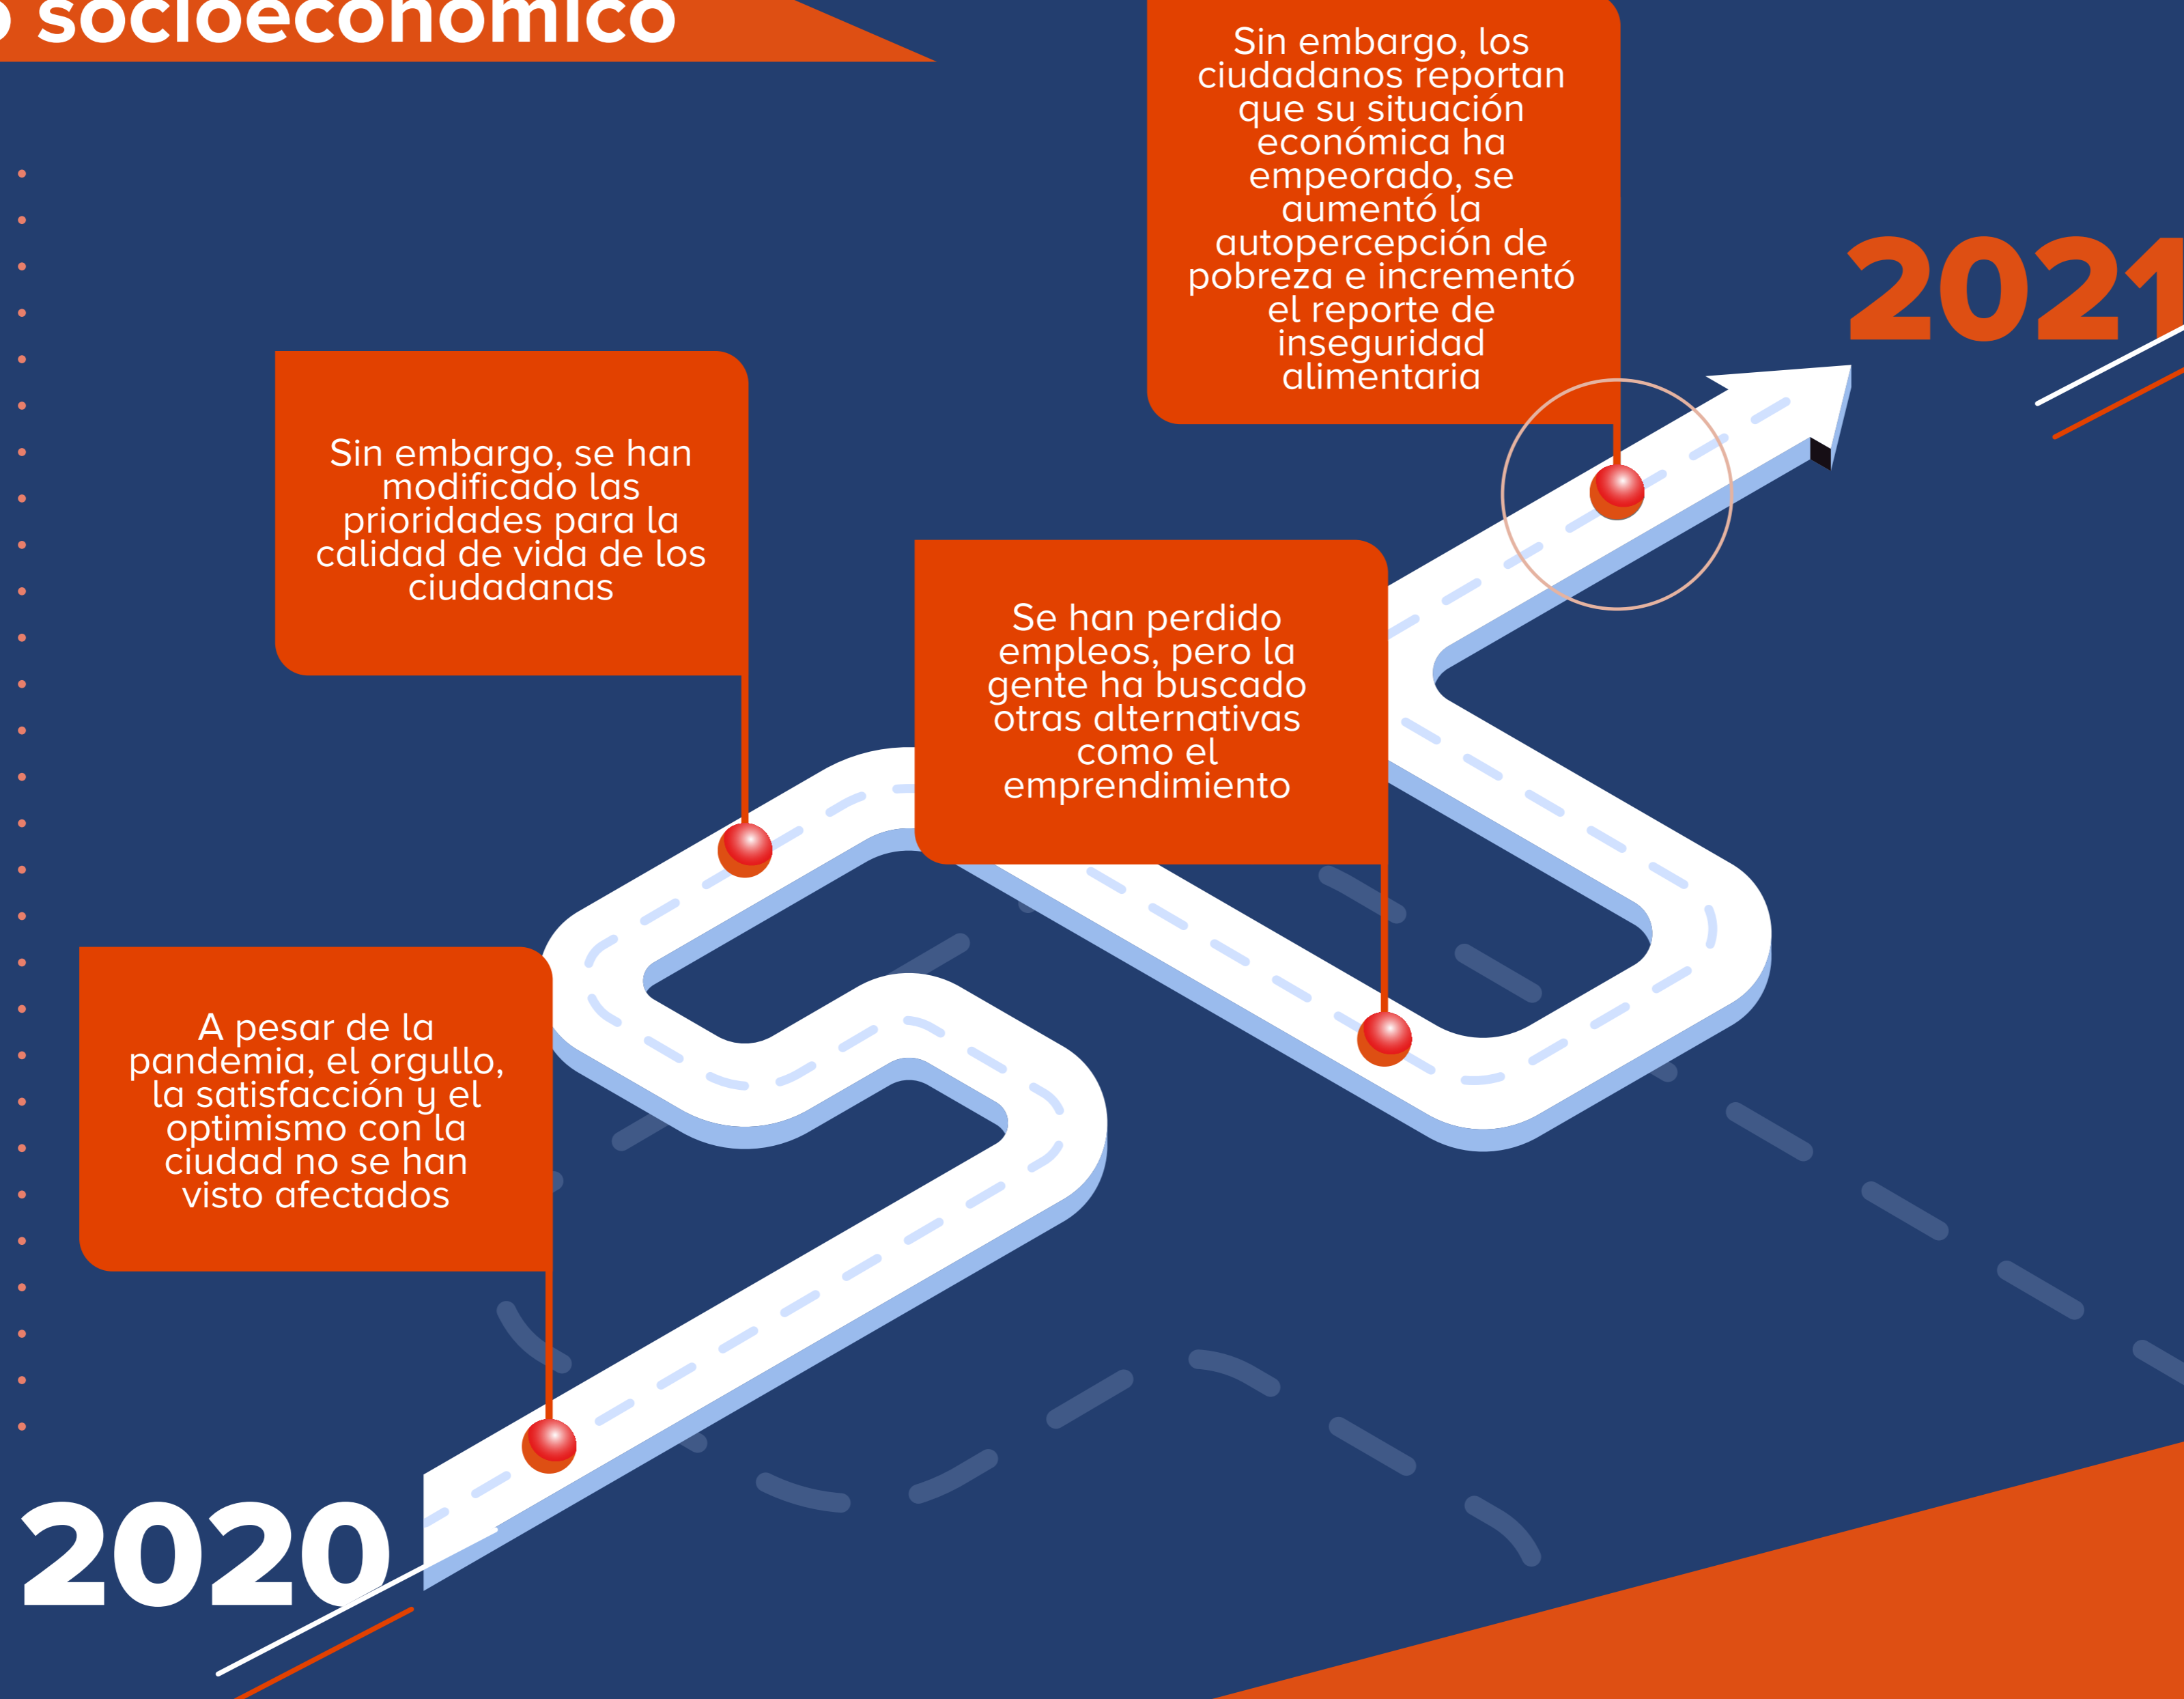 socioeconómico
Sin embargo, los
ciudadanos reportan
que su situación
económica ha
empeorado, se
aumentó la
autopercepción de
pobreza e incrementó
el reporte de
inseguridad
alimentaria
2021
Sin embargo, se han
modificado las
prioridades para la
calidad de vida de los
ciudadanas
Se han perdido
empleos, pero la
gente ha buscado
otras alternativas
como el
emprendimiento
A pesar de la
pandemia, el orgullo,
la satisfacción y el
optimismo con la
ciudad no se han
visto afectados
2020